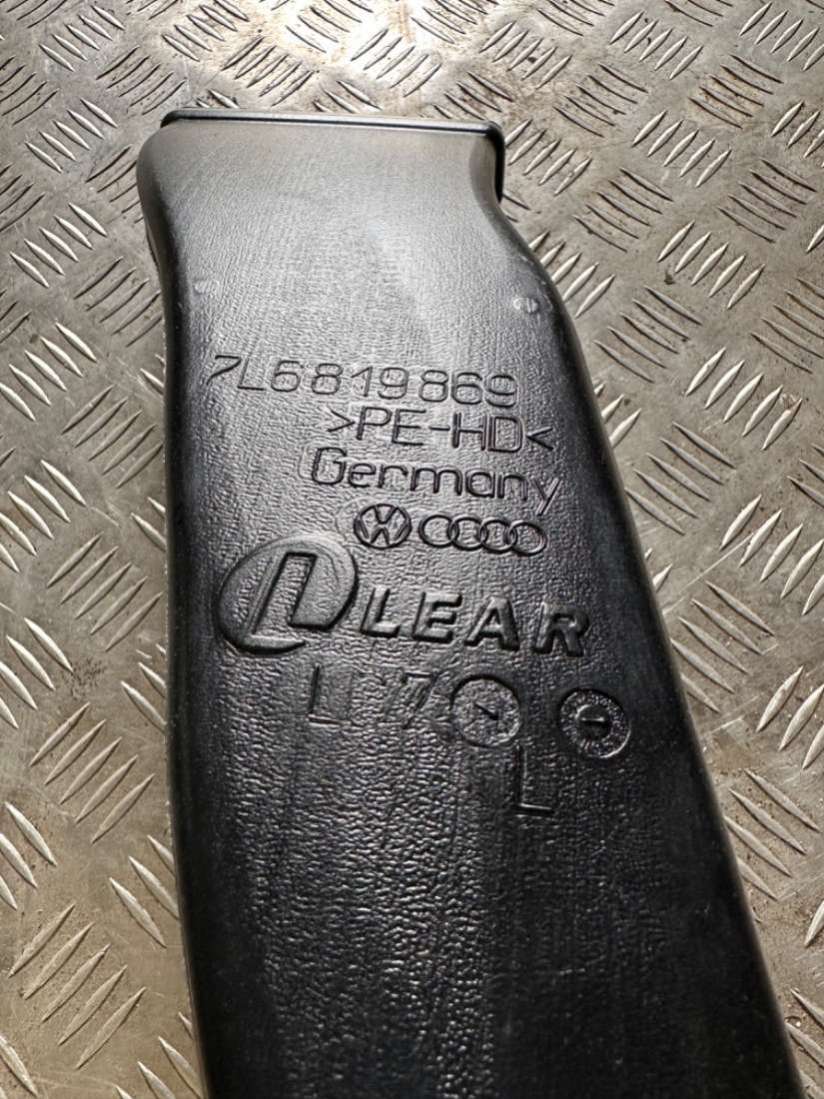 7L6819869
>PE-HD<
Germany
LEAR
L
L